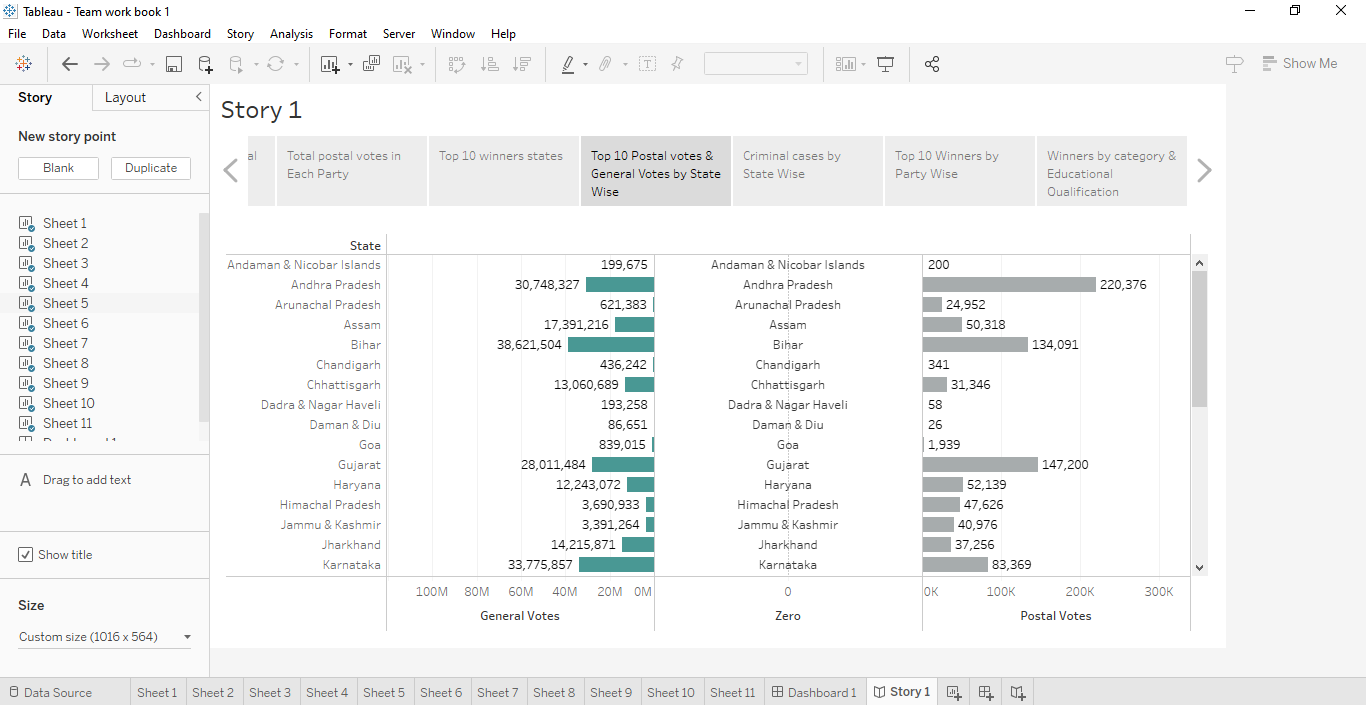 Tableau - Team work book 1
File Data Worksheet Dashboard Story Analysis Format Server Window Help
Show Me
Story Layout
New story point
Blank Duplicate
Sheet 1
Sheet 2
Sheet 3
Sheet 4
Sheet 5
Sheet 6
Sheet 7
Sheet 8
Sheet 9
Sheet 10
Sheet 11
A Drag to add text
Show title
Size
Custom size (1016 x 564)
Story 1
al
Total postal votes in
Each Party
Top 10 winners states
Top 10 Postal votes &
General Votes by State
Wise
Criminal cases by
State Wise
Top 10 Winners by
Party Wise
Winners by category &
Educational
Qualification
State
Andaman & Nicobar Islands 199,675 Andaman & Nicobar Islands 200
Andhra Pradesh 30,748,327 Andhra Pradesh 220,376
Arunachal Pradesh 621,383 Arunachal Pradesh 24,952
Assam 17,391,216 Assam 50,318
Bihar 38,621,504 Bihar 134,091
Chandigarh 436,242 Chandigarh 341
Chhattisgarh 13,060,689 Chhattisgarh 31,346
Dadra & Nagar Haveli 193,258 Dadra & Nagar Haveli 58
Daman & Diu 86,651 Daman & Diu 26
Goa 839,015 Goa 1,939
Gujarat 28,011,484 Gujarat 147,200
Haryana 12,243,072 Haryana 52,139
Himachal Pradesh 3,690,933 Himachal Pradesh 47,626
Jammu & Kashmir 3,391,264 Jammu & Kashmir 40,976
Jharkhand 14,215,871 Jharkhand 37,256
Karnataka 33,775,857 Karnataka 83,369
100M 80M 60M 40M 20M 0M 0 0K 100K 200K 300K
General Votes Zero Postal Votes
Data Source Sheet 1 Sheet 2 Sheet 3 Sheet 4 Sheet 5 Sheet 6 Sheet 7 Sheet 8 Sheet 9 Sheet 10 Sheet 11 Dashboard 1 Story 1